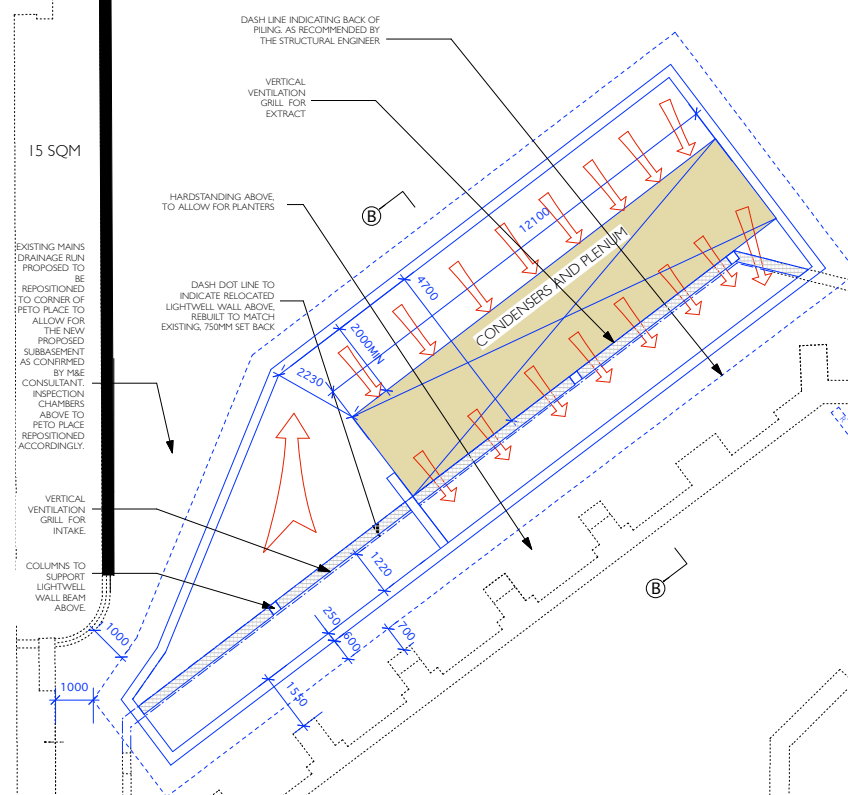 DASH LINE INDICATING BACK OF
PILING. AS RECOMMENDED BY
THE STRUCTURAL ENGINEER
VERTICAL
VENTILATION
GRILL FOR
EXTRACT
15 SQM
HARDSTANDING ABOVE,
TO ALLOW FOR PLANTERS
B
12100
CONDENSERS AND PLENIUM
4700
EXISTING MAINS
DRAINAGE RUN
PROPOSED TO
BE
REPOSITIONED
TO CORNER OF
PETO PLACE TO
ALLOW FOR
THE NEW
PROPOSED
SUBBASEMENT
AS CONFIRMED
BY M&E
CONSULTANT.
INSPECTION
CHAMBERS
ABOVE TO
PETO PLACE
REPOSITIONED
ACCORDINGLY.
DASH DOT LINE TO
INDICATE RELOCATED
LIGHTWELL WALL ABOVE,
REBUILT TO MATCH
EXISTING, 750MM SET BACK
2000MIN
2230
VERTICAL
VENTILATION
GRILL FOR
INTAKE.
COLUMNS TO
SUPPORT
LIGHTWELL
WALL BEAM
ABOVE.
1220
B
250
600
700
1000
1000
1550